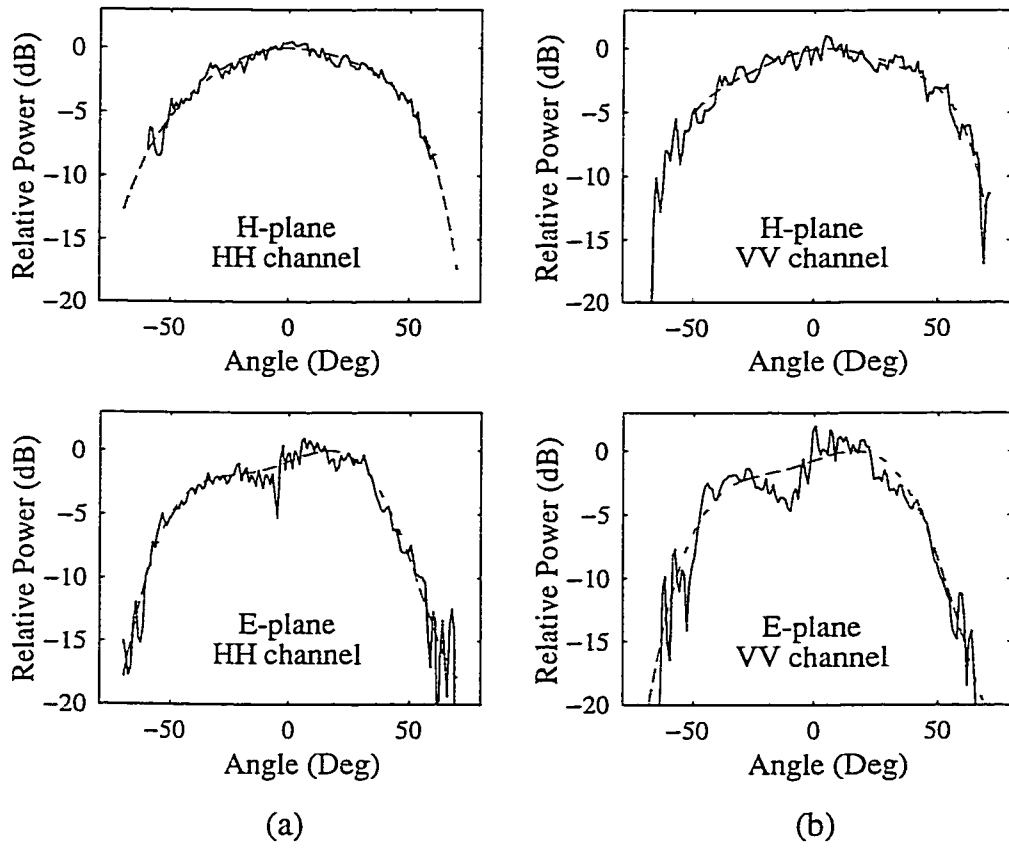 Relative Power (dB)
0
−5
−10
−15
−20
H-plane
HH channel
−50
0
50
Angle (Deg)
Relative Power (dB)
0
−5
−10
−15
−20
H-plane
VV channel
−50
0
50
Angle (Deg)
Relative Power (dB)
0
−5
−10
−15
−20
E-plane
HH channel
−50
0
50
Angle (Deg)
Relative Power (dB)
0
−5
−10
−15
−20
E-plane
VV channel
−50
0
50
Angle (Deg)
(a)
(b)